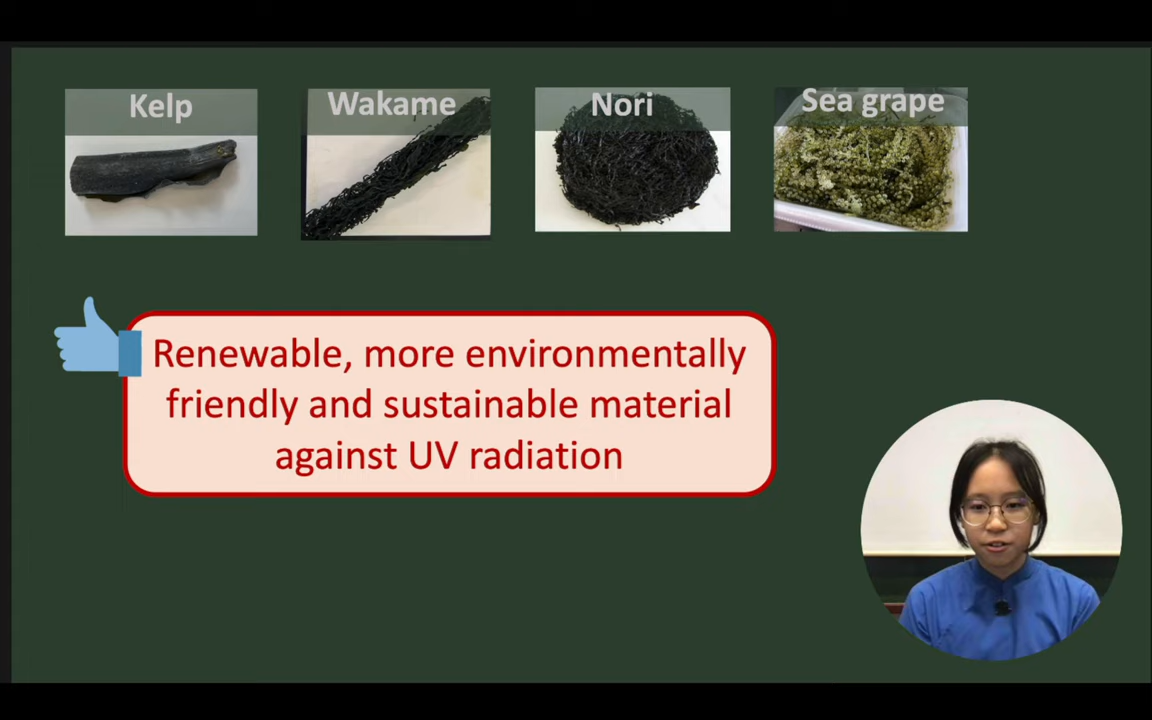 Kelp
Wakame
Nori
Sea grape
Renewable, more environmentally
friendly and sustainable material
against UV radiation